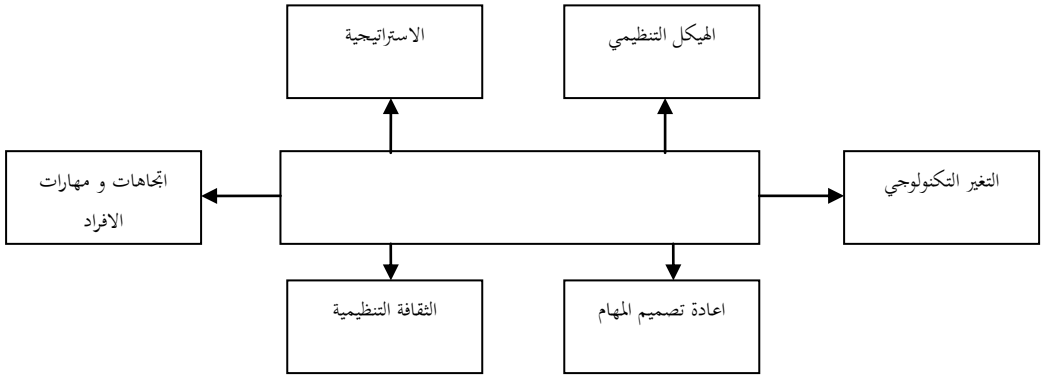 الهيكل التنظيمي
الاستراتيجية
التغير التكنولوجي
اتجاهات و مهارات
الافراد
اعادة تصميم المهام
الثقافة التنظيمية